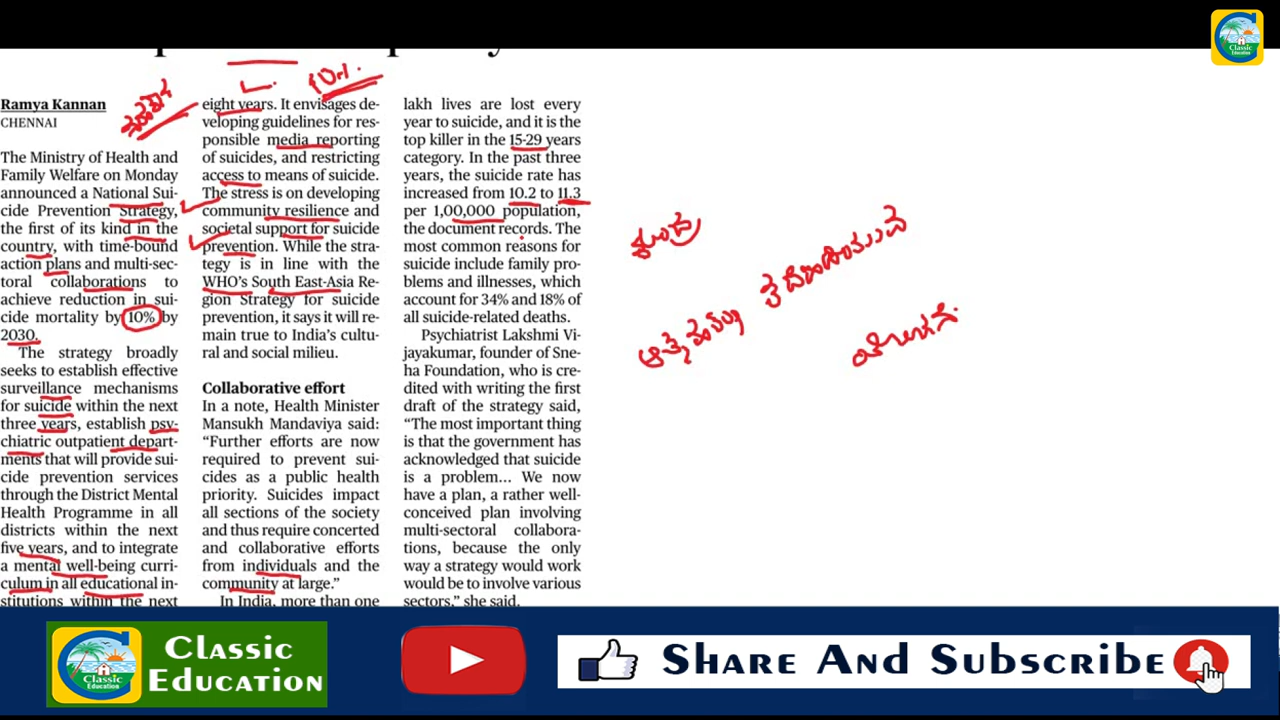 Classic
Education
Ramya Kannan
CHENNAI
The Ministry of Health and
Family Welfare on Monday
announced a National Sui-
cide Prevention Strategy,
the first of its kind in the
country, with time-bound
action plans and multi-sec-
toral collaborations to
achieve reduction in sui-
cide mortality by 10% by
2030.
The strategy broadly
seeks to establish effective
surveillance mechanisms
for suicide within the next
three years, establish psy-
chiatric outpatient depart-
ments that will provide sui-
cide prevention services
through the District Mental
Health Programme in all
districts within the next
five years, and to integrate
a mental well-being curri-
culum in all educational in-
stitutions within the next
eight years. It envisages de-
veloping guidelines for res-
ponsible media reporting
of suicides, and restricting
access to means of suicide.
The stress is on developing
community resilience and
societal support for suicide
prevention. While the stra-
tegy is in line with the
WHO's South East-Asia Re-
gion Strategy for suicide
prevention, it says it will re-
main true to India's cultu-
ral and social milieu.
Collaborative effort
In a note, Health Minister
Mansukh Mandaviya said:
“Further efforts are now
required to prevent sui-
cides as a public health
priority. Suicides impact
all sections of the society
and thus require concerted
and collaborative efforts
from individuals and the
community at large.”
In India, more than one
lakh lives are lost every
year to suicide, and it is the
top killer in the 15-29 years
category. In the past three
years, the suicide rate has
increased from 10.2 to 11.3
per 1,00,000 population,
the document records. The
most common reasons for
suicide include family pro-
blems and illnesses, which
account for 34% and 18% of
all suicide-related deaths.
Psychiatrist Lakshmi Vi-
jayakumar, founder of Sne-
ha Foundation, who is cre-
dited with writing the first
draft of the strategy said,
“The most important thing
is that the government has
acknowledged that suicide
is a problem... We now
have a plan, a rather well-
conceived plan involving
multi-sectoral collabora-
tions, because the only
way a strategy would work
would be to involve various
sectors,” she said.
Classic
Education
Classic
Education
Share And Subscribe